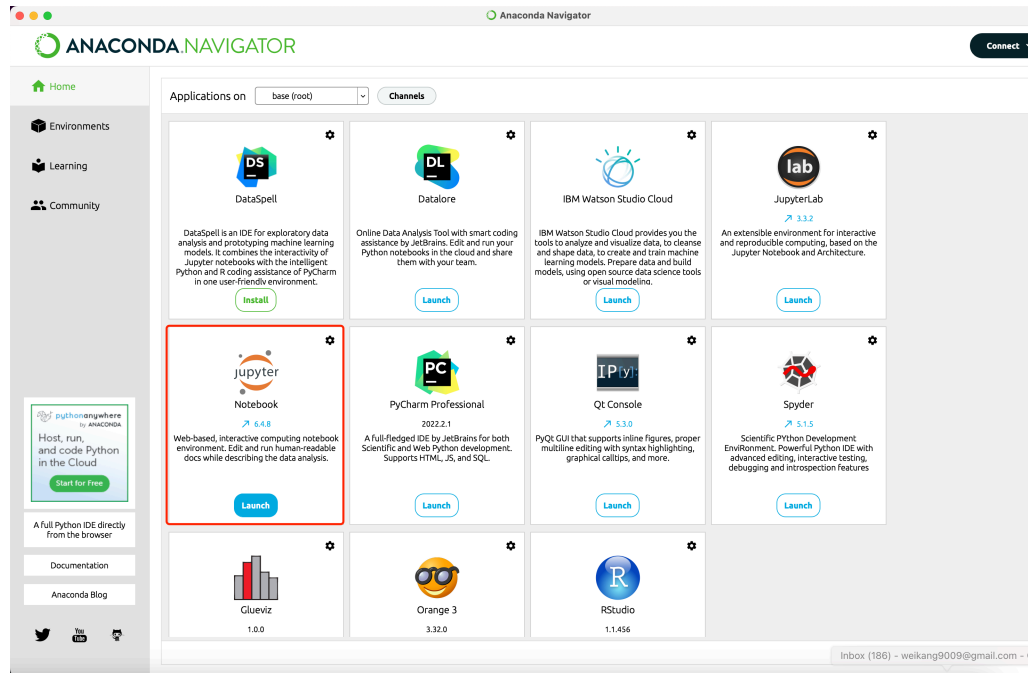 Anaconda Navigator
ANACONDA.NAVIGATOR
Connect
Home
Environments
Learning
Community
Applications on
base (root)
Channels
DS
DataSpell
DataSpell is an IDE for exploratory data
analysis and prototyping machine learning
models. It combines the interactivity of
Jupyter notebooks with the intelligent
Python and R coding assistance of PyCharm
in one user-friendly environment.
Install
DL
Datalore
Online Data Analysis Tool with smart coding
assistance by JetBrains. Edit and run your
Python notebooks in the cloud and share
them with your team.
Launch
IBM Watson Studio Cloud
IBM Watson Studio Cloud provides you the
tools to analyze and visualize data, to cleanse
and shape data, to create and train machine
learning models. Prepare data and build
models, using open source data science tools
or visual modeling.
Launch
lab
JupyterLab
3.3.2
An extensible environment for interactive
and reproducible computing, based on the
Jupyter Notebook and Architecture.
Launch
jupyter
Notebook
6.4.8
Web-based, interactive computing notebook
environment. Edit and run human-readable
docs while describing the data analysis.
Launch
PC
PyCharm Professional
2022.2.1
A full-fledged IDE by JetBrains for both
Scientific and Web Python development.
Supports HTML, JS, and SQL.
Launch
IP[y]:
Qt Console
5.3.0
PyQt GUI that supports inline figures, proper
multiline editing with syntax highlighting,
graphical calltips, and more.
Launch
Spyder
5.1.5
Scientific PYthon Development
EnviRonment. Powerful Python IDE with
advanced editing, interactive testing,
debugging and introspection features
Launch
Glueviz
1.0.0
Orange 3
3.32.0
R
RStudio
1.1.456
pythonanywhere
by ANACONDA
Host, run,
and code Python
in the Cloud
Start for Free
A full Python IDE directly
from the browser
Documentation
Anaconda Blog
You
Tube
Inbox (186) - weikang9009@gmail.com -